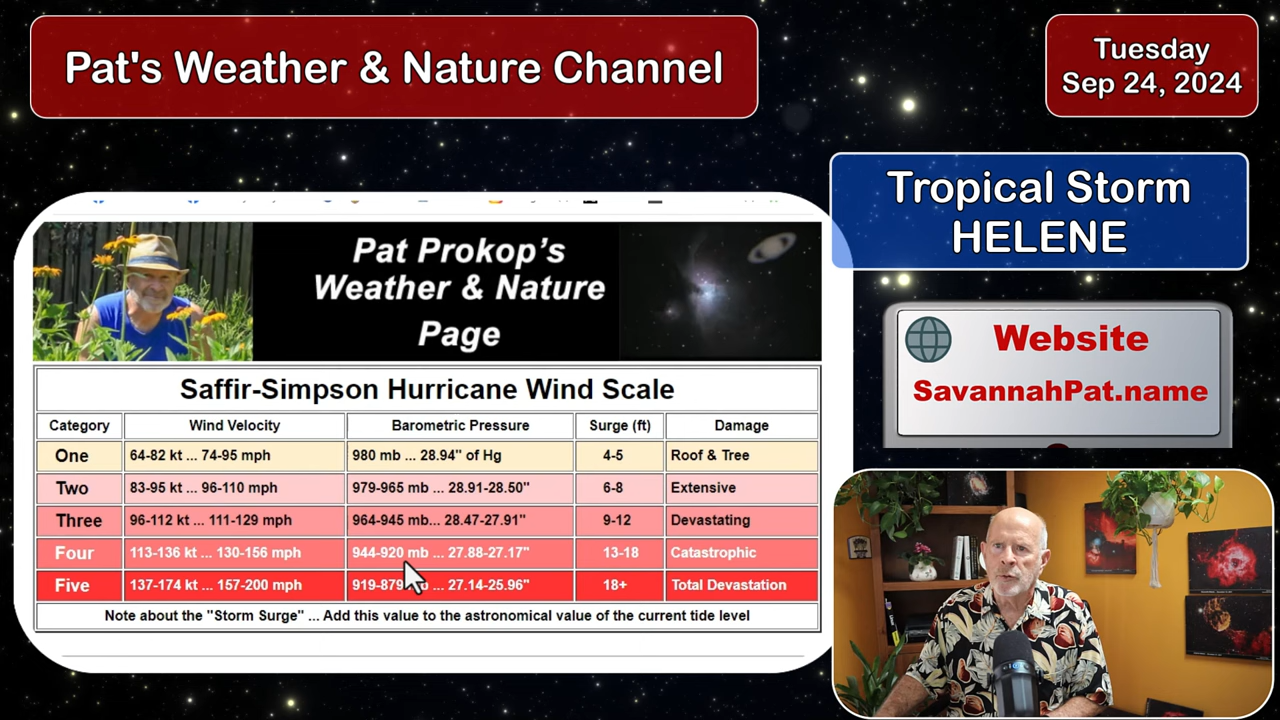 Pat's Weather & Nature Channel
Tuesday
Sep 24, 2024
Tropical Storm
HELENE
Pat Prokop's
Weather & Nature
Page
Website
SavannahPat.name
Saffir-Simpson Hurricane Wind Scale
Category Wind Velocity Barometric Pressure Surge (ft) Damage
One 64-82 kt ... 74-95 mph 980 mb ... 28.94" of Hg 4-5 Roof & Tree
Two 83-95 kt ... 96-110 mph 979-965 mb ... 28.91-28.50" 6-8 Extensive
Three 96-112 kt ... 111-129 mph 964-945 mb... 28.47-27.91" 9-12 Devastating
Four 113-136 kt ... 130-156 mph 944-920 mb ... 27.88-27.17" 13-18 Catastrophic
Five 137-174 kt ... 157-200 mph 919-879 ... 27.14-25.96" 18+ Total Devastation
Note about the "Storm Surge" ... Add this value to the astronomical value of the current tide level